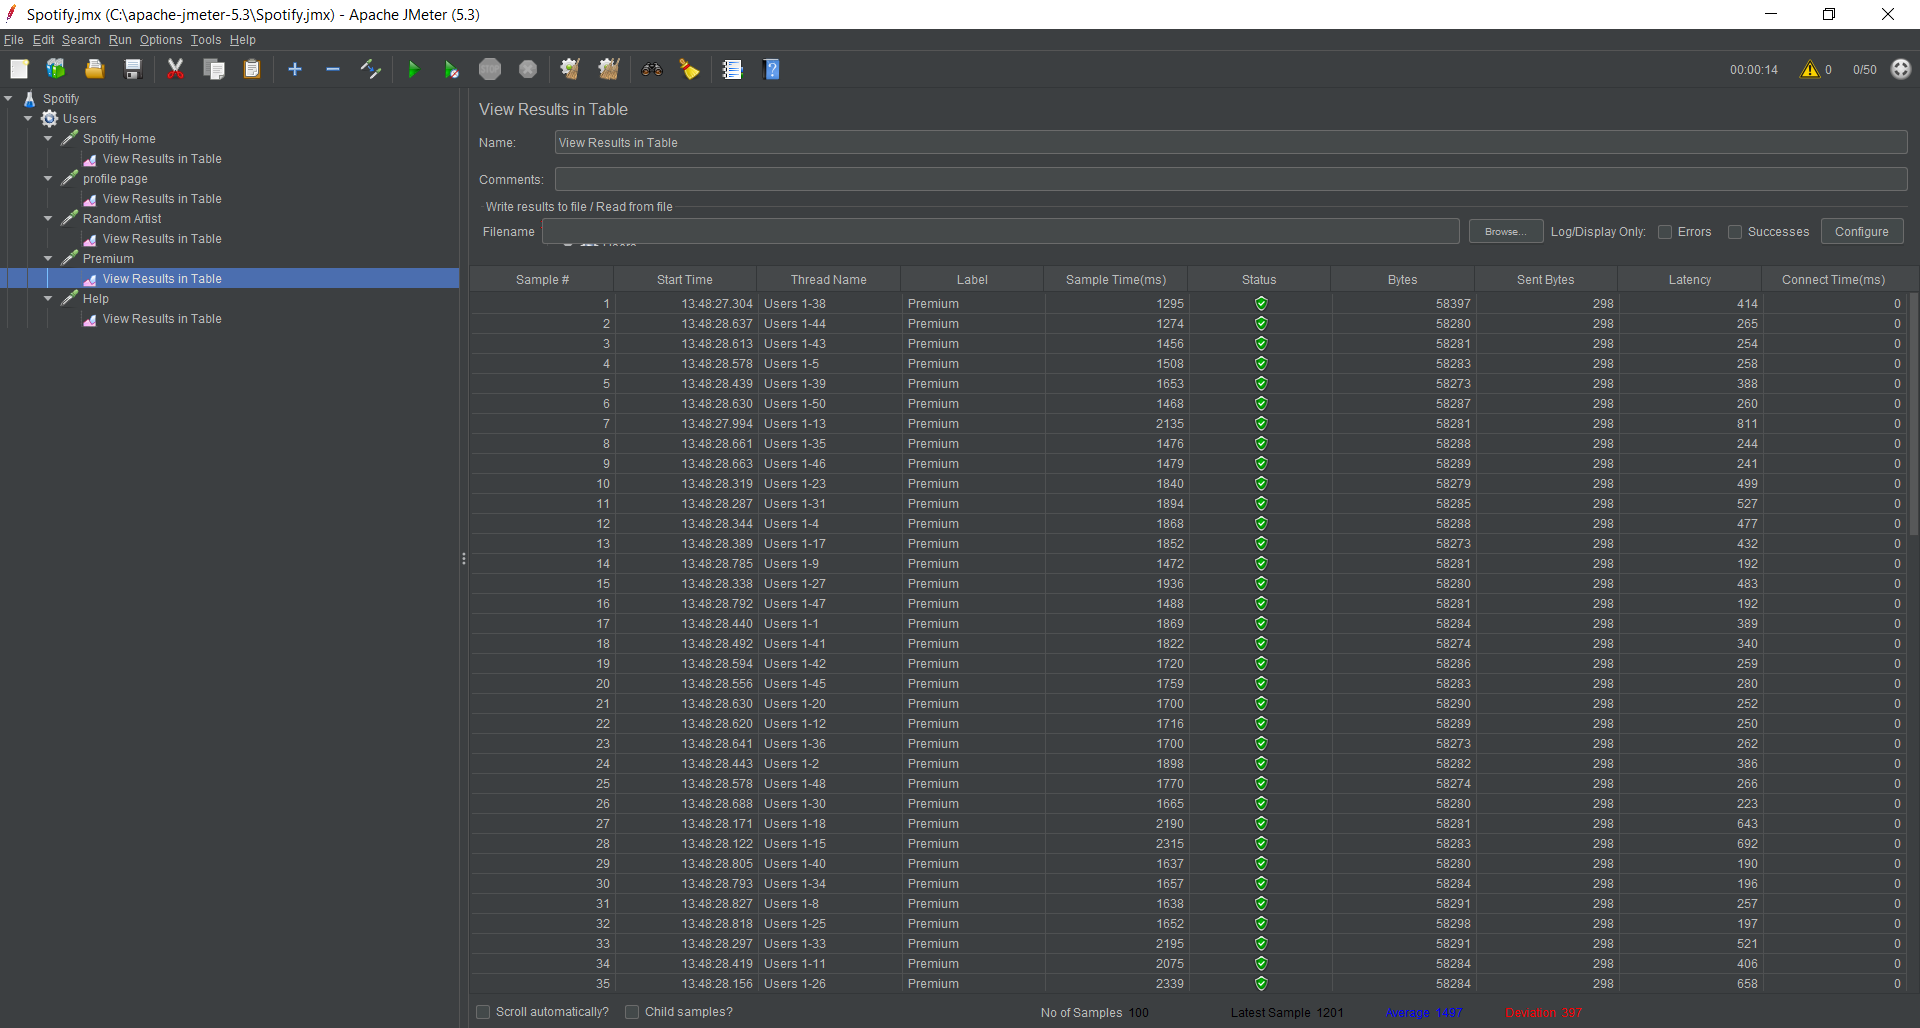 Spotify.jmx (C:\apache-jmeter-5.3\Spotify.jmx) - Apache JMeter (5.3)
File Edit Search Run Options Tools Help
STOP
?
00:00:14 0 0/50
Spotify
Users
Spotify Home
View Results in Table
profile page
View Results in Table
Random Artist
View Results in Table
Premium
View Results in Table
Help
View Results in Table
View Results in Table
Name: View Results in Table
Comments:
Write results to file / Read from file
Filename Browse... Log/Display Only: Errors Successes Configure
Sample # Start Time Thread Name Label Sample Time(ms) Status Bytes Sent Bytes Latency Connect Time(ms)
1 13:48:27.304 Users 1-38 Premium 1295 58397 298 414 0
2 13:48:28.637 Users 1-44 Premium 1274 58280 298 265 0
3 13:48:28.613 Users 1-43 Premium 1456 58281 298 254 0
4 13:48:28.578 Users 1-5 Premium 1508 58283 298 258 0
5 13:48:28.439 Users 1-39 Premium 1653 58273 298 388 0
6 13:48:28.630 Users 1-50 Premium 1468 58287 298 260 0
7 13:48:27.994 Users 1-13 Premium 2135 58281 298 811 0
8 13:48:28.661 Users 1-35 Premium 1476 58288 298 244 0
9 13:48:28.663 Users 1-46 Premium 1479 58289 298 241 0
10 13:48:28.319 Users 1-23 Premium 1840 58279 298 499 0
11 13:48:28.287 Users 1-31 Premium 1894 58285 298 527 0
12 13:48:28.344 Users 1-4 Premium 1868 58288 298 477 0
13 13:48:28.389 Users 1-17 Premium 1852 58273 298 432 0
14 13:48:28.785 Users 1-9 Premium 1472 58281 298 192 0
15 13:48:28.338 Users 1-27 Premium 1936 58280 298 483 0
16 13:48:28.792 Users 1-47 Premium 1488 58281 298 192 0
17 13:48:28.440 Users 1-1 Premium 1869 58284 298 389 0
18 13:48:28.492 Users 1-41 Premium 1822 58274 298 340 0
19 13:48:28.594 Users 1-42 Premium 1720 58286 298 259 0
20 13:48:28.556 Users 1-45 Premium 1759 58283 298 280 0
21 13:48:28.630 Users 1-20 Premium 1700 58290 298 252 0
22 13:48:28.620 Users 1-12 Premium 1716 58289 298 250 0
23 13:48:28.641 Users 1-36 Premium 1700 58273 298 262 0
24 13:48:28.443 Users 1-2 Premium 1898 58282 298 386 0
25 13:48:28.578 Users 1-48 Premium 1770 58274 298 266 0
26 13:48:28.688 Users 1-30 Premium 1665 58280 298 223 0
27 13:48:28.171 Users 1-18 Premium 2190 58281 298 643 0
28 13:48:28.122 Users 1-15 Premium 2315 58283 298 692 0
29 13:48:28.805 Users 1-40 Premium 1637 58280 298 190 0
30 13:48:28.793 Users 1-34 Premium 1657 58284 298 196 0
31 13:48:28.827 Users 1-8 Premium 1638 58291 298 257 0
32 13:48:28.818 Users 1-25 Premium 1652 58298 298 197 0
33 13:48:28.297 Users 1-33 Premium 2195 58291 298 521 0
34 13:48:28.419 Users 1-11 Premium 2075 58284 298 406 0
35 13:48:28.156 Users 1-26 Premium 2339 58284 298 658 0
Scroll automatically? Child samples? No of Samples 100 Latest Sample 1201 Average 1497 Deviation 397